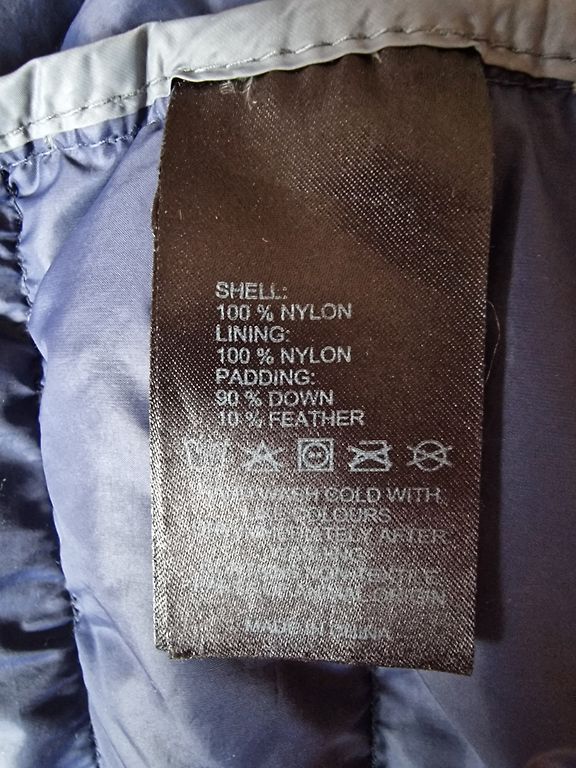 SHELL:
100 % NYLON
LINING:
100 % NYLON
PADDING:
90 % DOWN
10 % FEATHER
WASH COLD WITH
COLOURS
AFTER
ORIGIN
MADE IN CHINA